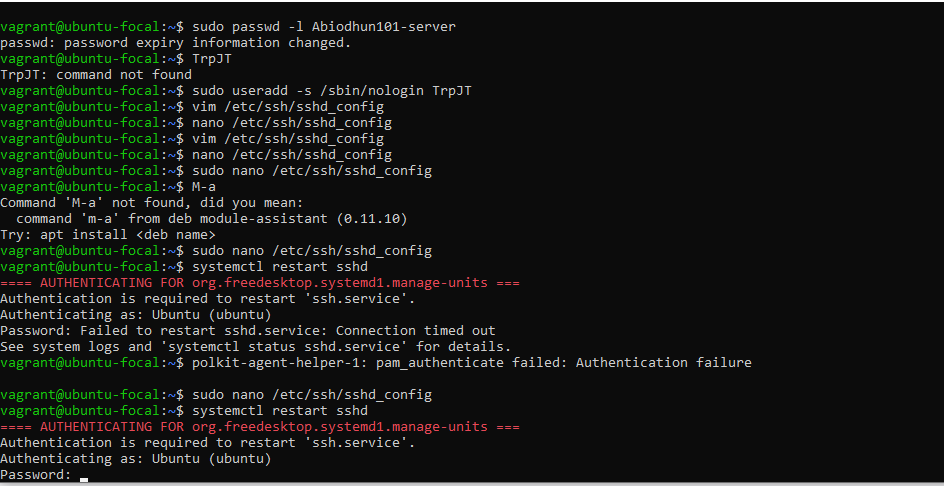 vagrant@ubuntu-focal:~$ sudo passwd -l Abiodhun101-server
passwd: password expiry information changed.
vagrant@ubuntu-focal:~$ TrpJT
TrpJT: command not found
vagrant@ubuntu-focal:~$ sudo useradd -s /sbin/nologin TrpJT
vagrant@ubuntu-focal:~$ vim /etc/ssh/sshd_config
vagrant@ubuntu-focal:~$ nano /etc/ssh/sshd_config
vagrant@ubuntu-focal:~$ vim /etc/ssh/sshd_config
vagrant@ubuntu-focal:~$ nano /etc/ssh/sshd_config
vagrant@ubuntu-focal:~$ sudo nano /etc/ssh/sshd_config
vagrant@ubuntu-focal:~$ M-a
Command 'M-a' not found, did you mean:
  command 'm-a' from deb module-assistant (0.11.10)
Try: apt install <deb name>
vagrant@ubuntu-focal:~$ sudo nano /etc/ssh/sshd_config
vagrant@ubuntu-focal:~$ systemctl restart sshd
==== AUTHENTICATING FOR org.freedesktop.systemd1.manage-units ===
Authentication is required to restart 'ssh.service'.
Authenticating as: Ubuntu (ubuntu)
Password: Failed to restart sshd.service: Connection timed out
See system logs and 'systemctl status sshd.service' for details.
vagrant@ubuntu-focal:~$ polkit-agent-helper-1: pam_authenticate failed: Authentication failure
vagrant@ubuntu-focal:~$ sudo nano /etc/ssh/sshd_config
vagrant@ubuntu-focal:~$ systemctl restart sshd
==== AUTHENTICATING FOR org.freedesktop.systemd1.manage-units ===
Authentication is required to restart 'ssh.service'.
Authenticating as: Ubuntu (ubuntu)
Password: